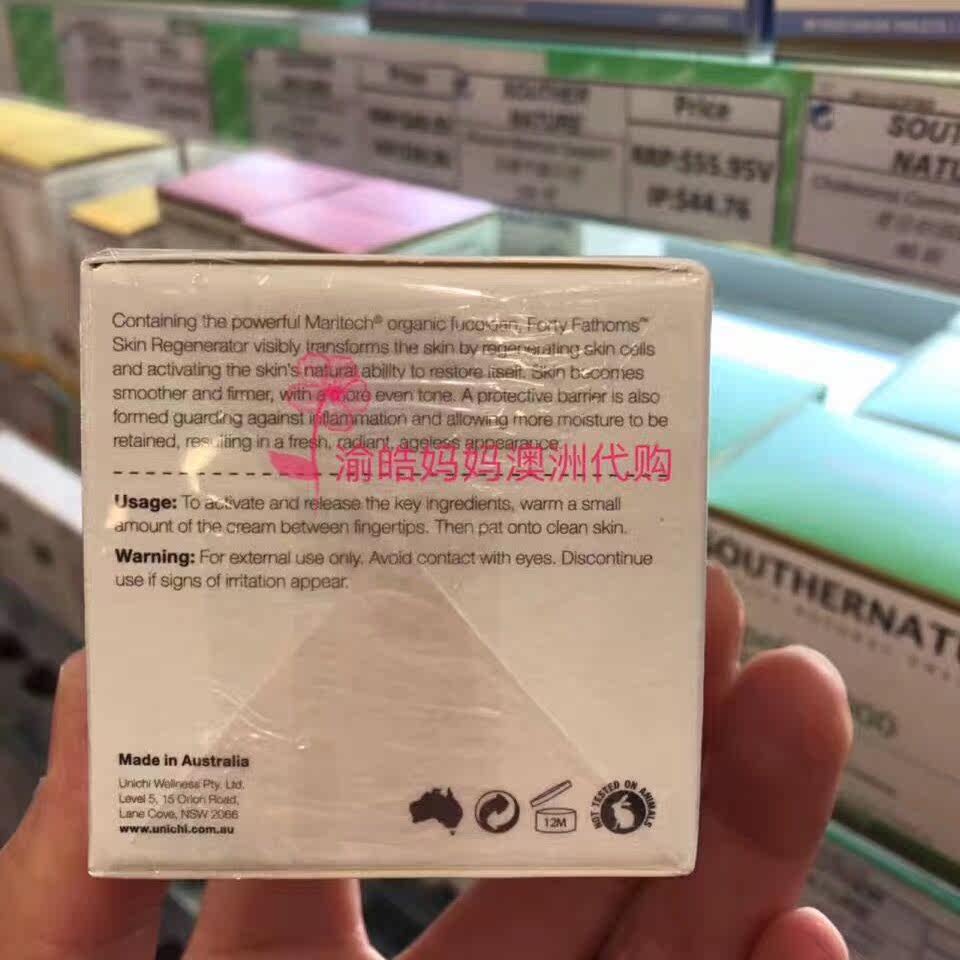 Price
Price
RRP:$55.95V
IP:$44.76
SOUT
NATU
Containing the powerful Maritech® organic fucoidan, Forty Fathoms™
Skin Regenerator visibly transforms the skin by regenerating skin cells
and activating the skin's natural ability to restore itself. Skin becomes
smoother and firmer, with a more even tone. A protective barrier is also
formed guarding against inflammation and allowing more moisture to be
retained, resulting in a fresh, radiant, ageless appearance.
渝皓妈妈澳洲代购
Usage: To activate and release the key ingredients, warm a small
amount of the cream between fingertips. Then pat onto clean skin.
Warning: For external use only. Avoid contact with eyes. Discontinue
use if signs of irritation appear.
SOUTHERNATU
Made in Australia
Unichi Wellness Pty. Ltd.
Level 5, 15 Orion Road,
Lane Cove, NSW 2066
www.unichi.com.au
12M
NOT TESTED ON ANIMALS